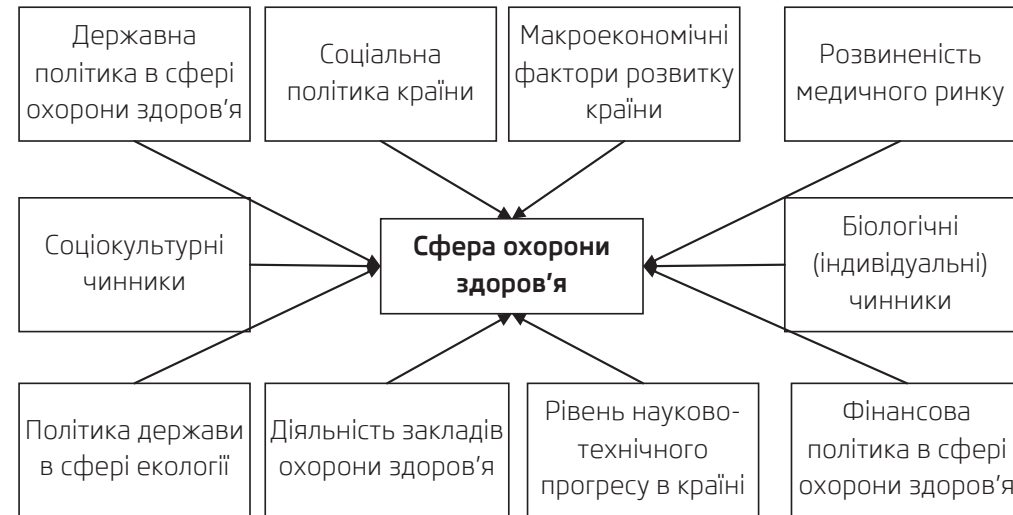 Державна
політика в сфері
охорони здоров’я
Соціальна
політика країни
Макроекономічні
фактори розвитку
країни
Розвиненість
медичного ринку
Соціокультурні
чинники
Сфера охорони
здоров’я
Біологічні
(індивідуальні)
чинники
Політика держави
в сфері екології
Діяльність закладів
охорони здоров’я
Рівень науково-
технічного
прогресу в країні
Фінансова
політика в сфері
охорони здоров’я